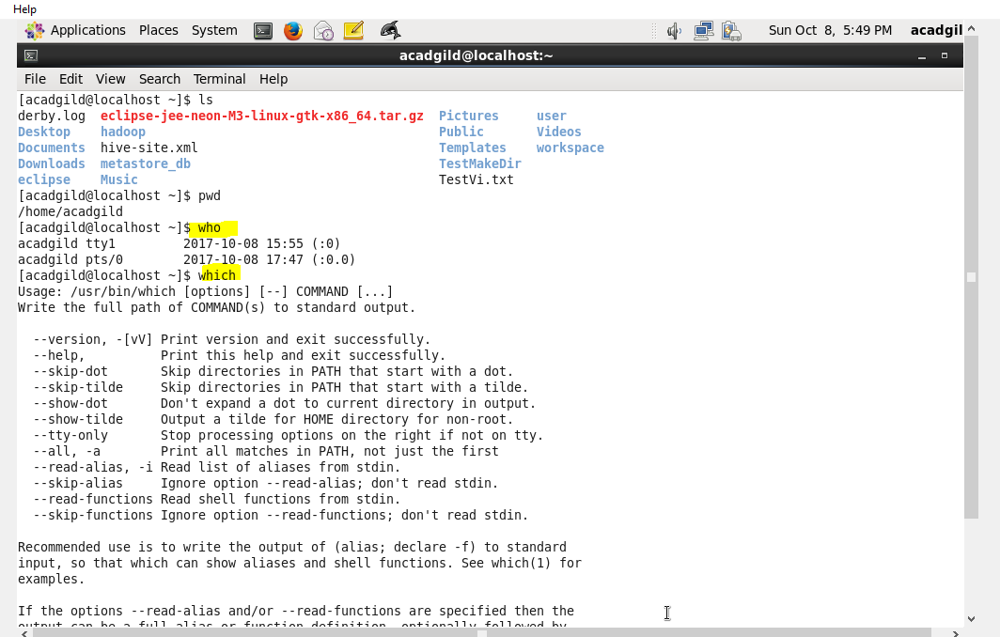 Help
Applications Places System Sun Oct 8, 5:49 PM acadgil
acadgild@localhost:~
File Edit View Search Terminal Help
[acadgild@localhost ~]$ ls
derby.log eclipse-jee-neon-M3-linux-gtk-x86_64.tar.gz Pictures user
Desktop hadoop Public Videos
Documents hive-site.xml Templates workspace
Downloads metastore_db TestMakeDir
eclipse Music TestVi.txt
[acadgild@localhost ~]$ pwd
/home/acadgild
[acadgild@localhost ~]$ who
acadgild tty1 2017-10-08 15:55 (:0)
acadgild pts/0 2017-10-08 17:47 (:0.0)
[acadgild@localhost ~]$ which
Usage: /usr/bin/which [options] [--] COMMAND [...]
Write the full path of COMMAND(s) to standard output.
--version, -[vV] Print version and exit successfully.
--help, Print this help and exit successfully.
--skip-dot Skip directories in PATH that start with a dot.
--skip-tilde Skip directories in PATH that start with a tilde.
--show-dot Don't expand a dot to current directory in output.
--show-tilde Output a tilde for HOME directory for non-root.
--tty-only Stop processing options on the right if not on tty.
--all, -a Print all matches in PATH, not just the first
--read-alias, -i Read list of aliases from stdin.
--skip-alias Ignore option --read-alias; don't read stdin.
--read-functions Read shell functions from stdin.
--skip-functions Ignore option --read-functions; don't read stdin.
Recommended use is to write the output of (alias; declare -f) to standard
input, so that which can show aliases and shell functions. See which(1) for
examples.
If the options --read-alias and/or --read-functions are specified then the
output can be a full alias or function definition, optionally followed by